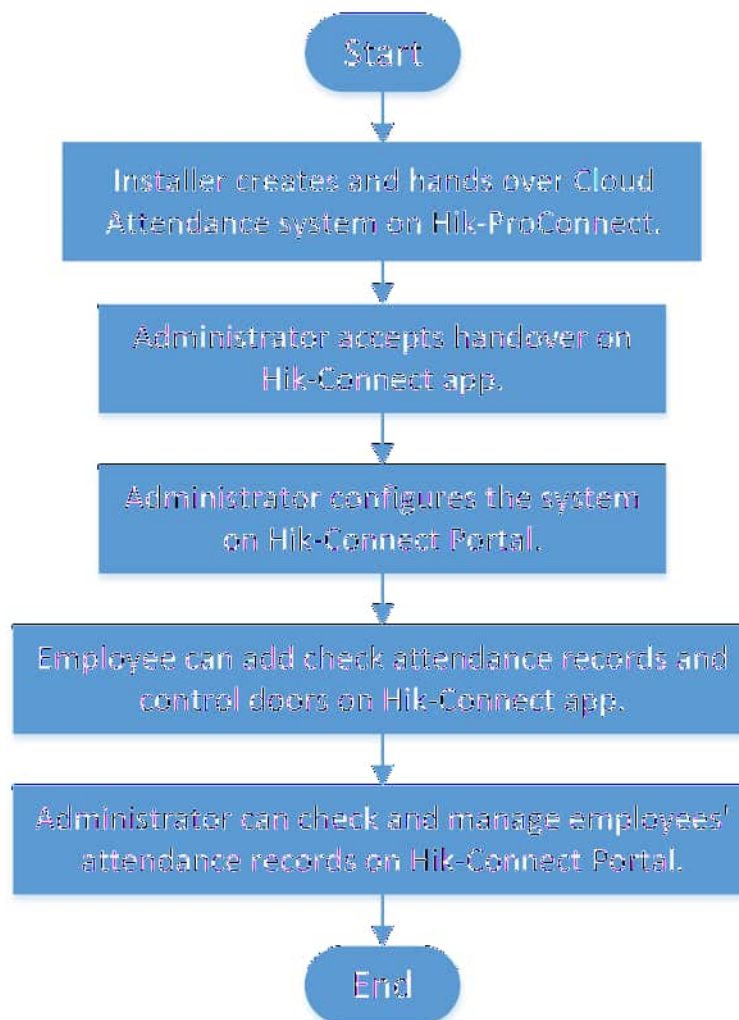 Start
Installer creates and hands over Cloud
Attendance system on Hik-ProConnect.
Administrator accepts handover on
Hik-Connect app.
Administrator configures the system
on Hik-Connect Portal.
Employee can add check attendance records and
control doors on Hik-Connect app.
Administrator can check and manage employees'
attendance records on Hik-Connect Portal.
End